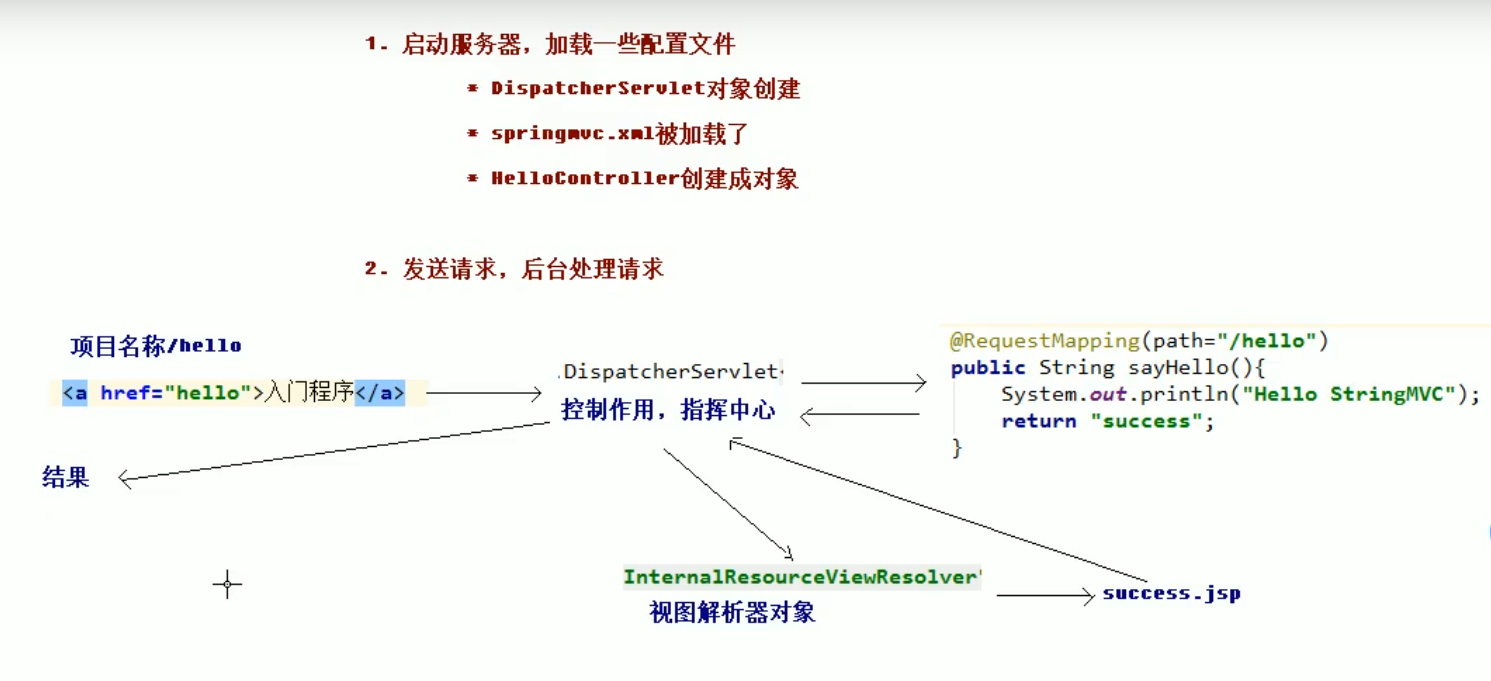 1. 启动服务器，加载一些配置文件
* DispatcherServlet对象创建
* springmvc.xml被加载了
* HelloController创建成对象
2. 发送请求，后台处理请求
项目名称/hello
<a href="hello">入门程序</a>
.DispatcherServlet
控制作用，指挥中心
@RequestMapping(path="/hello")
public String sayHello(){
System.out.println("Hello StringMVC");
return "success";
}
结果
InternalResourceViewResolver"
视图解析器对象
success.jsp